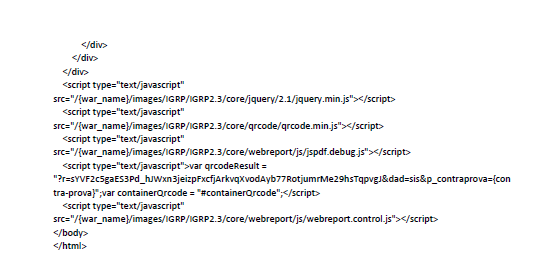 </div>
</div>
</div>
<script type="text/javascript"
src="/{war_name}/images/IGRP/IGRP2.3/core/jquery/2.1/jquery.min.js"></script>
<script type="text/javascript"
src="/{war_name}/images/IGRP/IGRP2.3/core/qrcode/qrcode.min.js"></script>
<script type="text/javascript"
src="/{war_name}/images/IGRP/IGRP2.3/core/webreport/js/jspdf.debug.js"></script>
<script type="text/javascript">var qrcodeResult =
"?r=sYVF2c5gaES3Pd_hJWxn3jeizpFxcfjArkvqXvodAyb77RotjumrMe29hsTqpvgJ&dad=sis&p_contraprova={con
tra-prova}";var containerQrcode = "#containerQrcode";</script>
<script type="text/javascript"
src="/{war_name}/images/IGRP/IGRP2.3/core/webreport/js/webreport.control.js"></script>
</body>
</html>